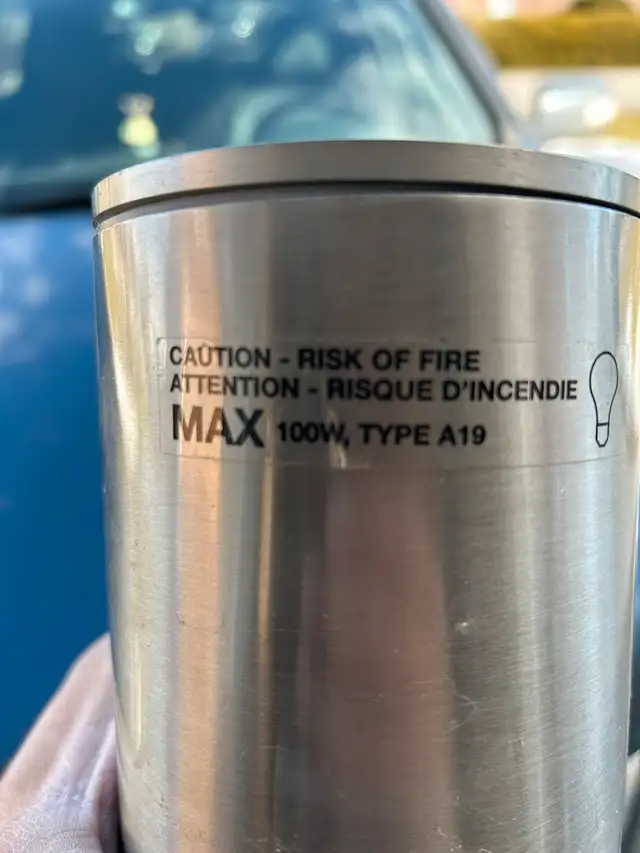 CAUTION - RISK OF FIRE
ATTENTION - RISQUE D'INCENDIE
MAX 100W, TYPE A19